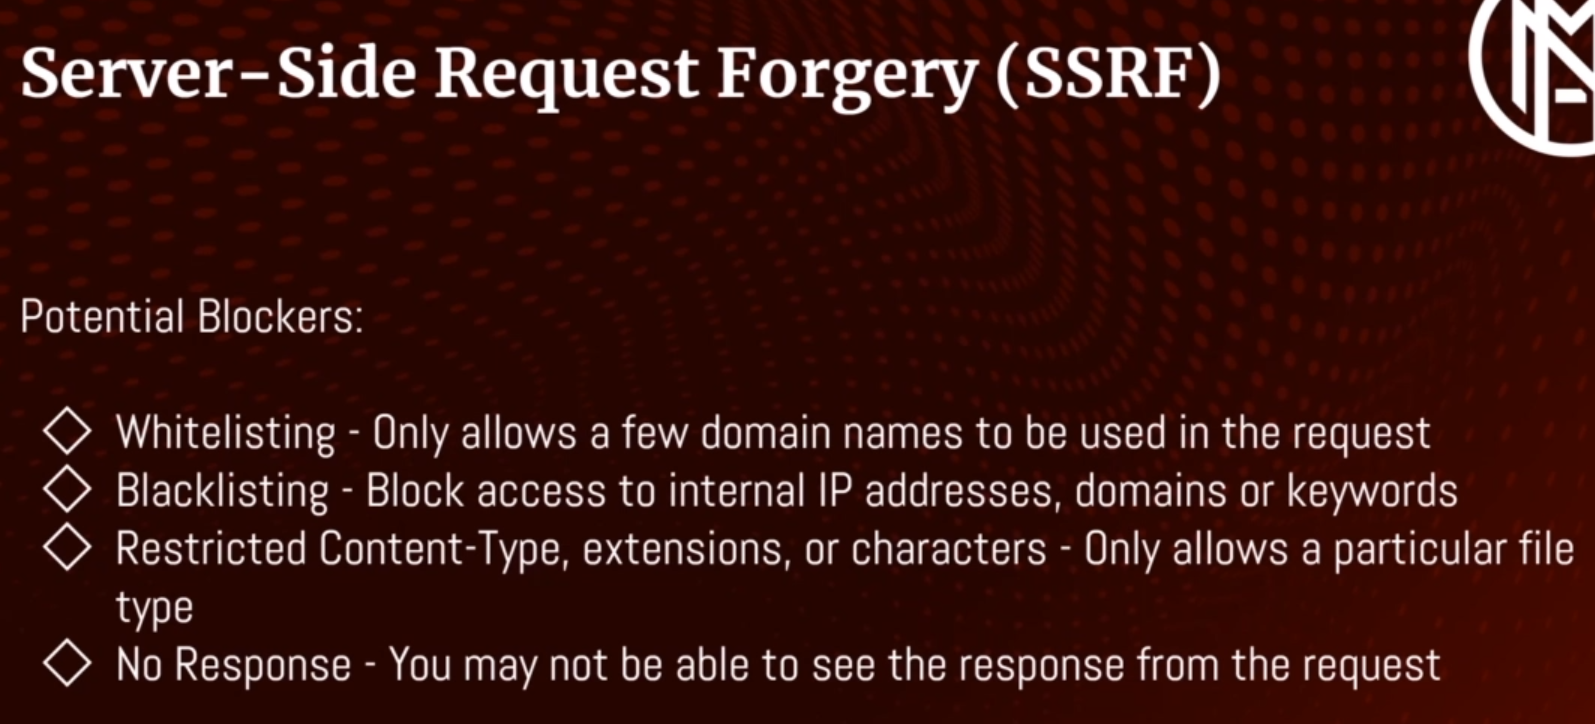 Server-Side Request Forgery (SSRF)
Potential Blockers:
Whitelisting - Only allows a few domain names to be used in the request
Blacklisting - Block access to internal IP addresses, domains or keywords
Restricted Content-Type, extensions, or characters - Only allows a particular file
type
No Response - You may not be able to see the response from the request